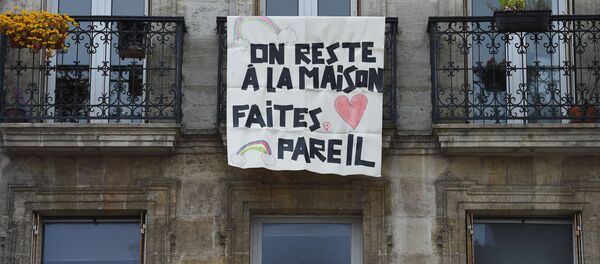 ON RESTE
À LA MAISON
FAITES
PAREIL